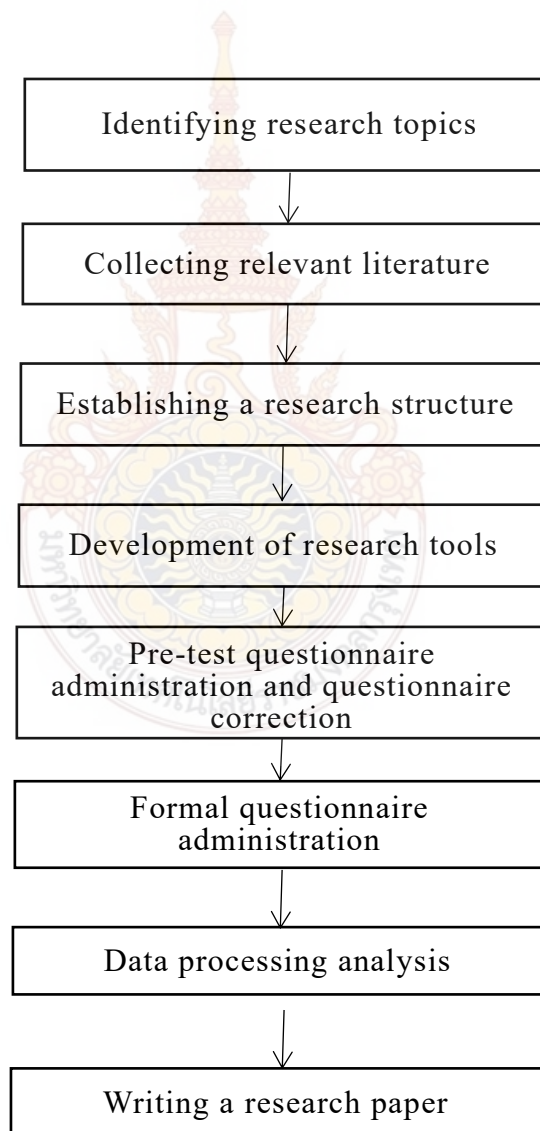 Identifying research topics
Collecting relevant literature
Establishing a research structure
Development of research tools
Pre-test questionnaire
administration and questionnaire
correction
Formal questionnaire
administration
Data processing analysis
Writing a research paper